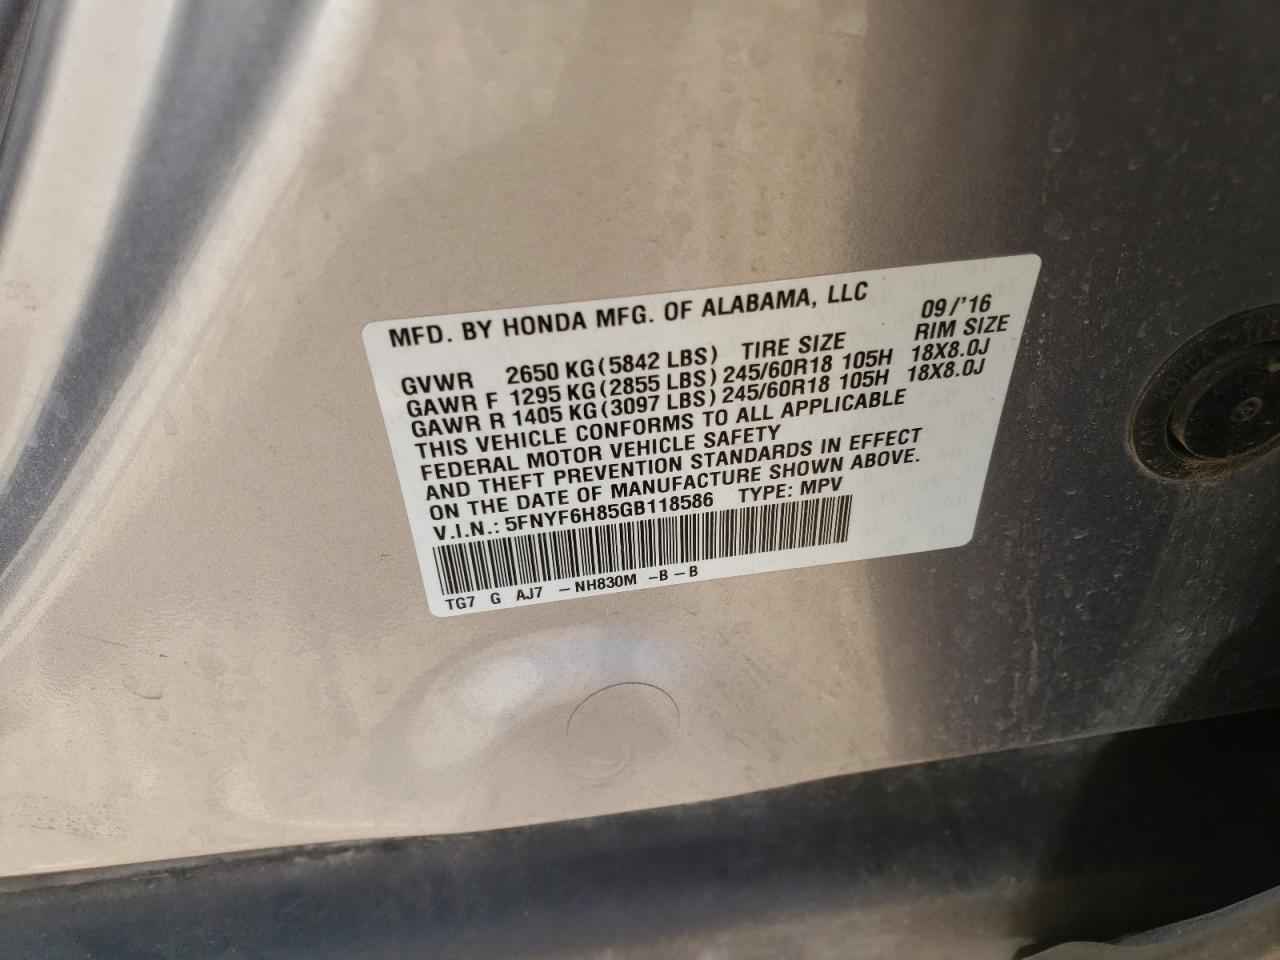 MFD. BY HONDA MFG. OF ALABAMA, LLC 09/'16
GVWR 2650 KG (5842 LBS) TIRE SIZE RIM SIZE
GAWR F 1295 KG (2855 LBS) 245/60R18 105H 18X8.0J
GAWR R 1405 KG (3097 LBS) 245/60R18 105H 18X8.0J
THIS VEHICLE CONFORMS TO ALL APPLICABLE
FEDERAL MOTOR VEHICLE SAFETY
AND THEFT PREVENTION STANDARDS IN EFFECT
ON THE DATE OF MANUFACTURE SHOWN ABOVE.
V.I.N.: 5FNYF6H85GB118586 TYPE: MPV
TG7 G AJ7 -NH830M -B-B
HONDA